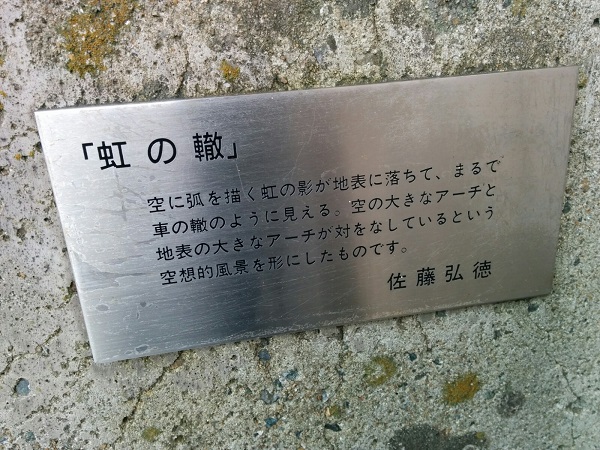 「虹の轍」
空に弧を描く虹の影が地表に落ちて、まるで
車の轍のように見える。空の大きなアーチと
地表の大きなアーチが対をなしているという
空想的風景を形にしたものです。
佐藤弘徳